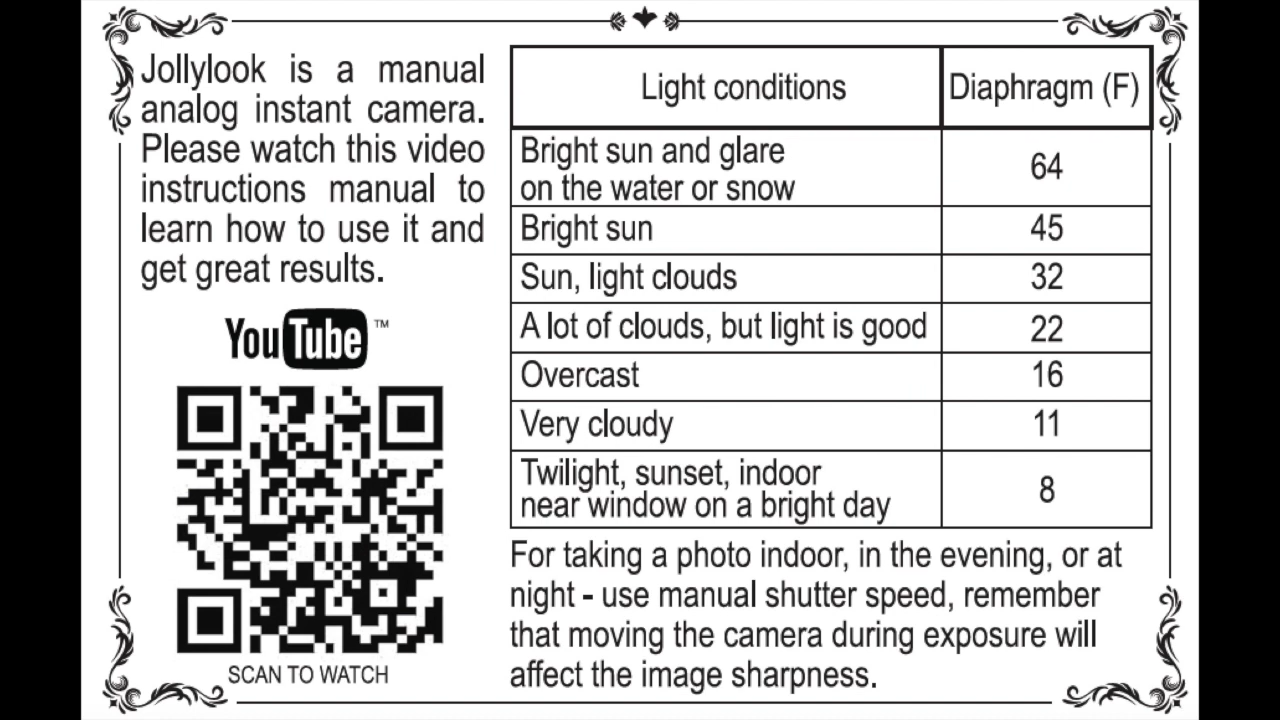 Jollylook is a manual
analog instant camera.
Please watch this video
instructions manual to
learn how to use it and
get great results.
YouTube™
SCAN TO WATCH
Light conditions Diaphragm (F)
Bright sun and glare
on the water or snow 64
Bright sun 45
Sun, light clouds 32
A lot of clouds, but light is good 22
Overcast 16
Very cloudy 11
Twilight, sunset, indoor
near window on a bright day 8
For taking a photo indoor, in the evening, or at
night - use manual shutter speed, remember
that moving the camera during exposure will
affect the image sharpness.